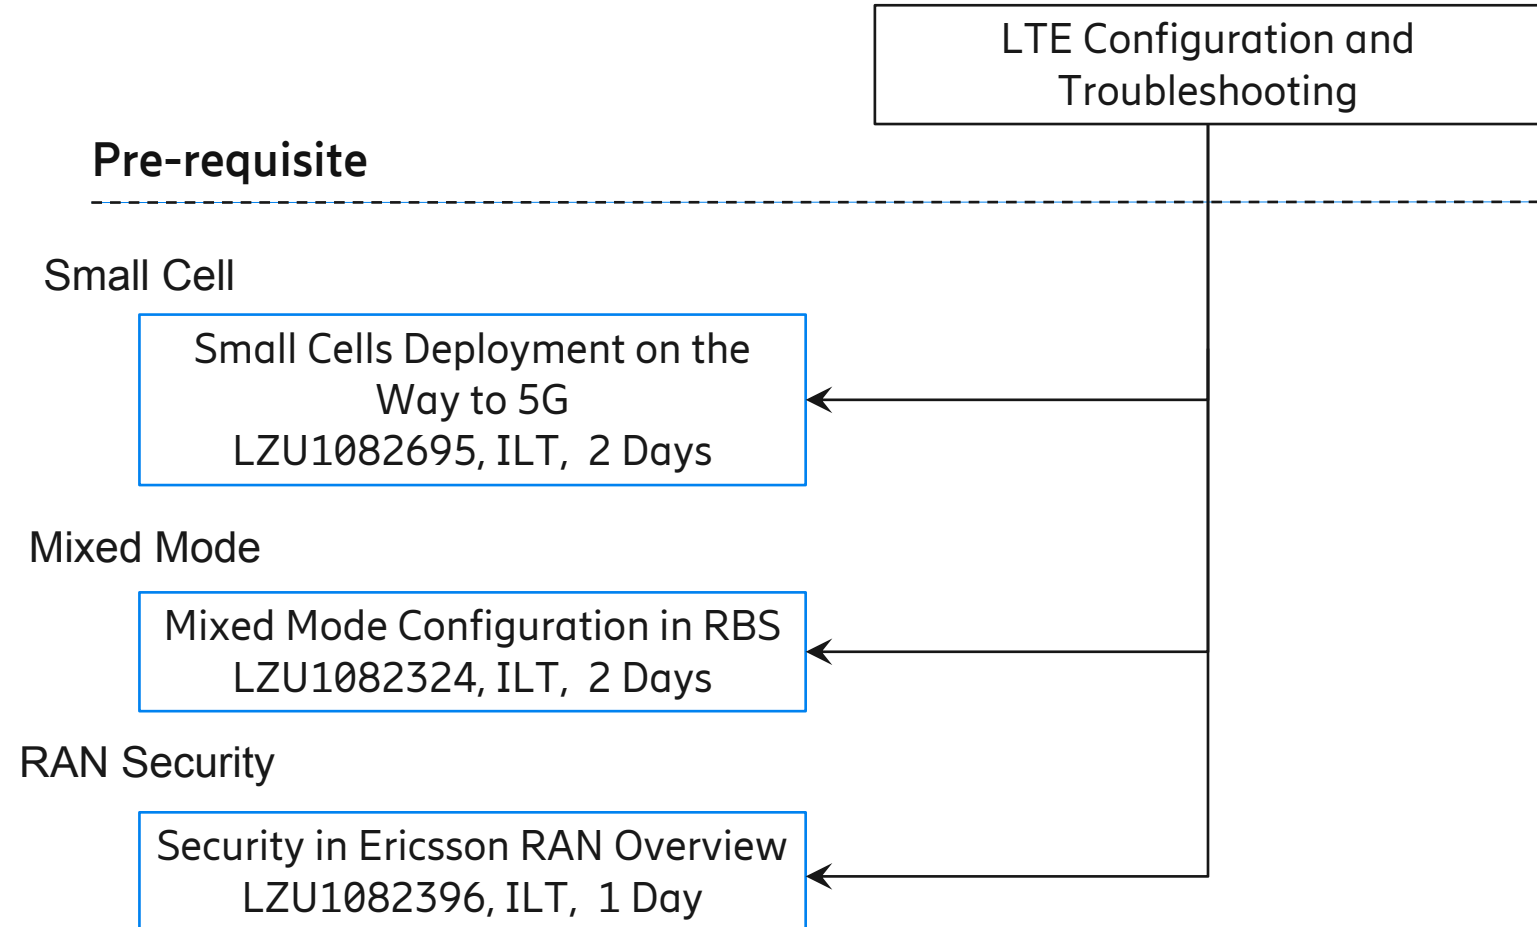 LTE Configuration and
Troubleshooting
Pre-requisite
Small Cell
Small Cells Deployment on the
Way to 5G
LZU1082695, ILT,  2 Days
Mixed Mode
Mixed Mode Configuration in RBS
LZU1082324, ILT,  2 Days
RAN Security
Security in Ericsson RAN Overview
LZU1082396, ILT,  1 Day